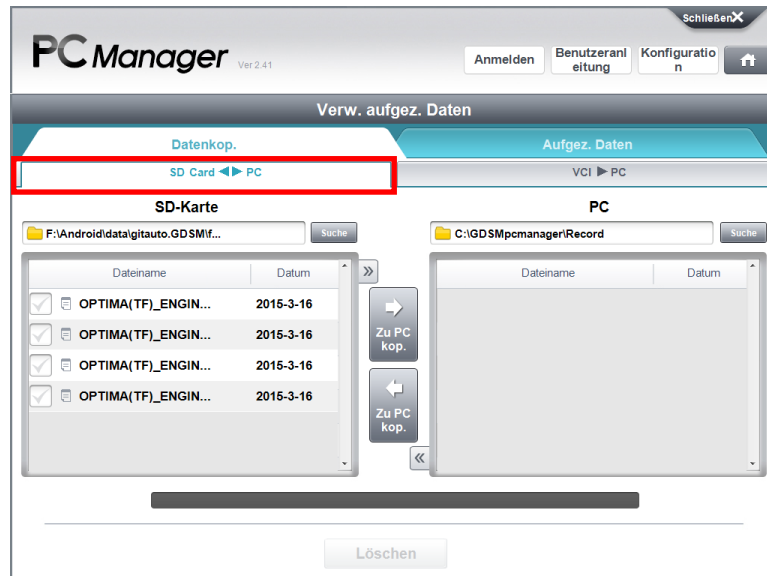 Schließen
PC Manager Ver 2.41
Anmelden
Benutzeranl
eitung
Konfiguratio
n
Verw. aufgez. Daten
Datenkop.
Aufgez. Daten
SD Card ◀▶ PC
VCI ▶ PC
SD-Karte
PC
F:\Android\data\gitauto.GDSM\f...
Suche
C:\GDSMpcmanager\Record
Suche
Dateiname Datum
Dateiname Datum
OPTIMA(TF)_ENGIN... 2015-3-16
OPTIMA(TF)_ENGIN... 2015-3-16
OPTIMA(TF)_ENGIN... 2015-3-16
OPTIMA(TF)_ENGIN... 2015-3-16
Zu PC
kop.
Zu PC
kop.
Löschen